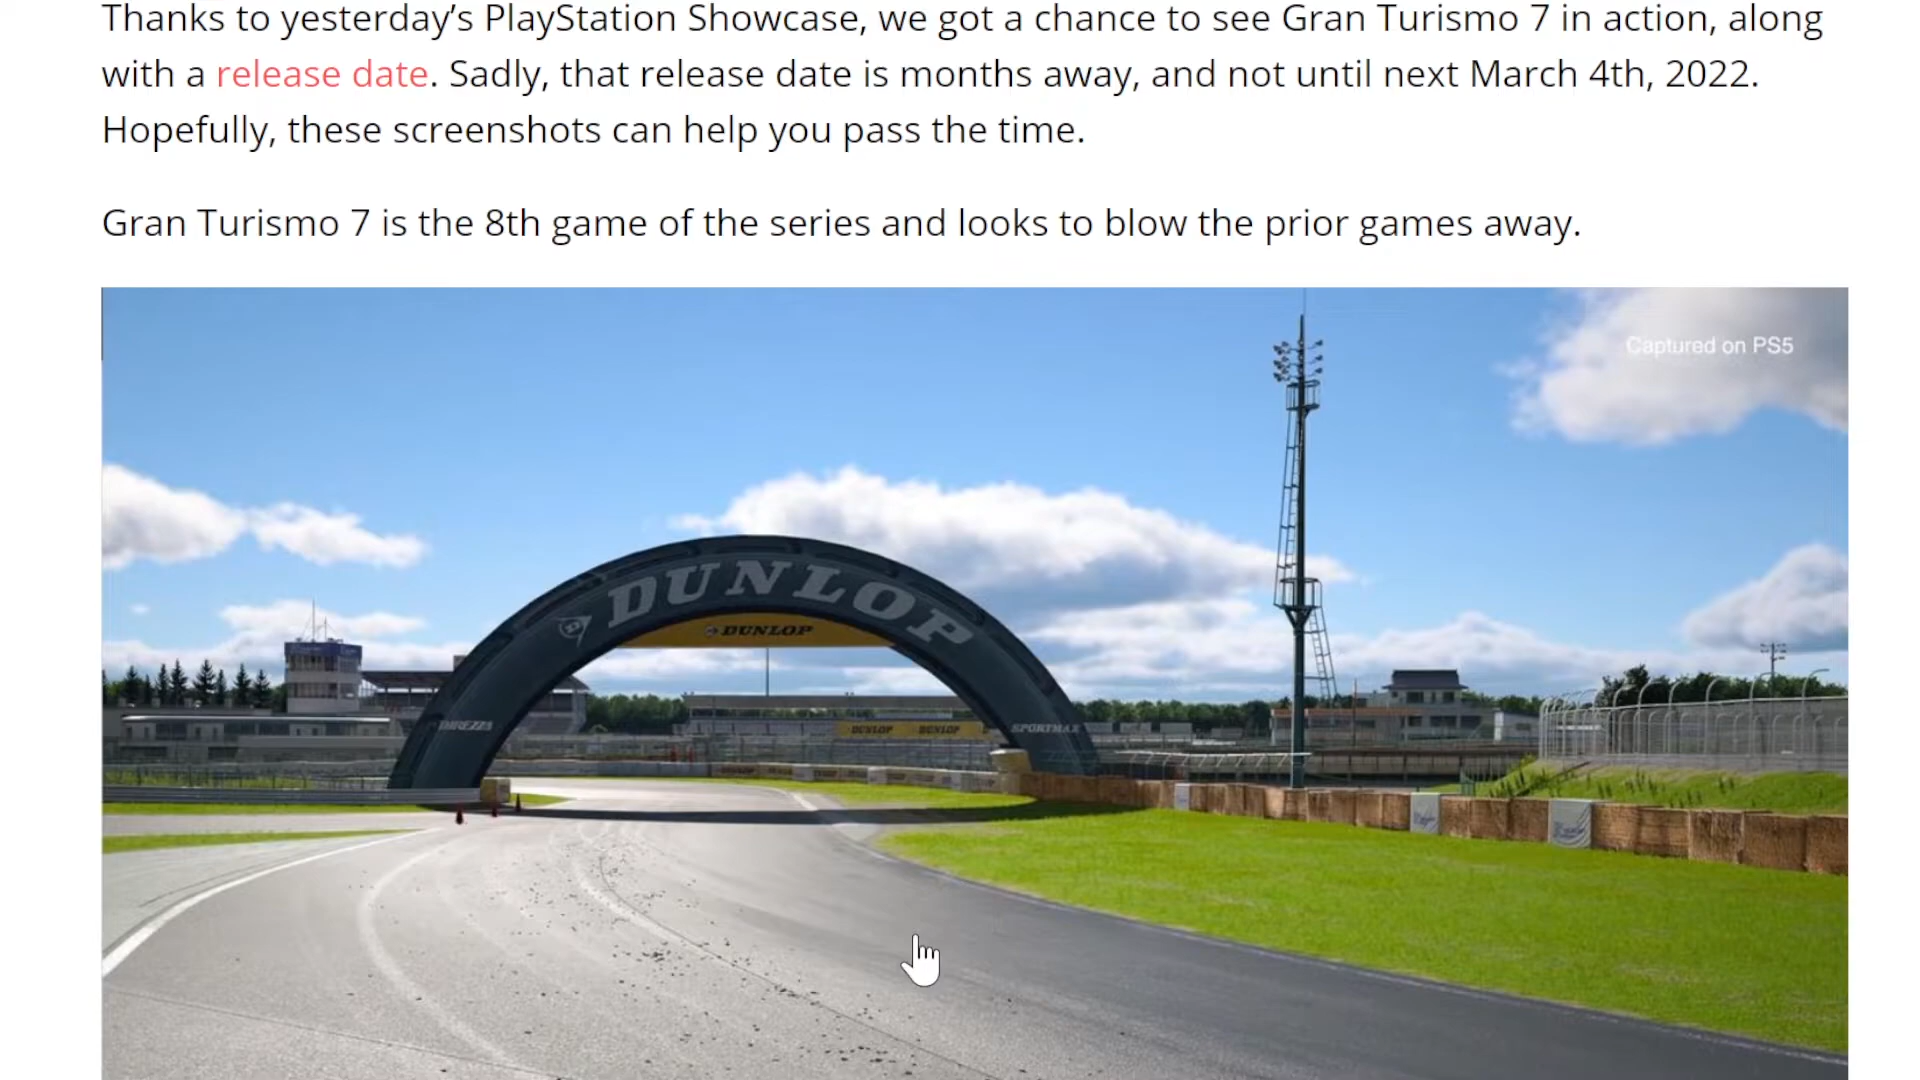 Thanks to yesterday’s PlayStation Showcase, we got a chance to see Gran Turismo 7 in action, along
with a release date. Sadly, that release date is months away, and not until next March 4th, 2022.
Hopefully, these screenshots can help you pass the time.
Gran Turismo 7 is the 8th game of the series and looks to blow the prior games away.
Captured on PS5
DUNLOP
DUNLOP
DIREZZA
SPORTMAX
DUNLOP DUNLOP